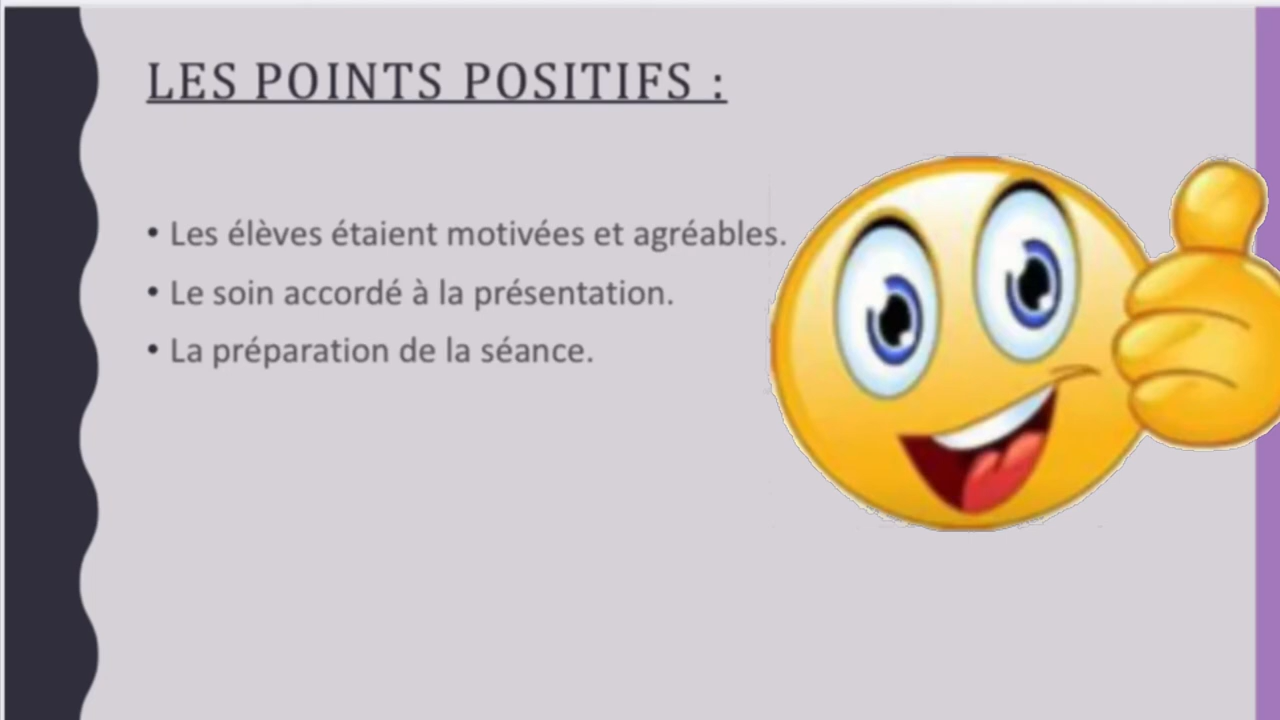 LES POINTS POSITIFS :
• Les élèves étaient motivées et agréables.
• Le soin accordé à la présentation.
• La préparation de la séance.